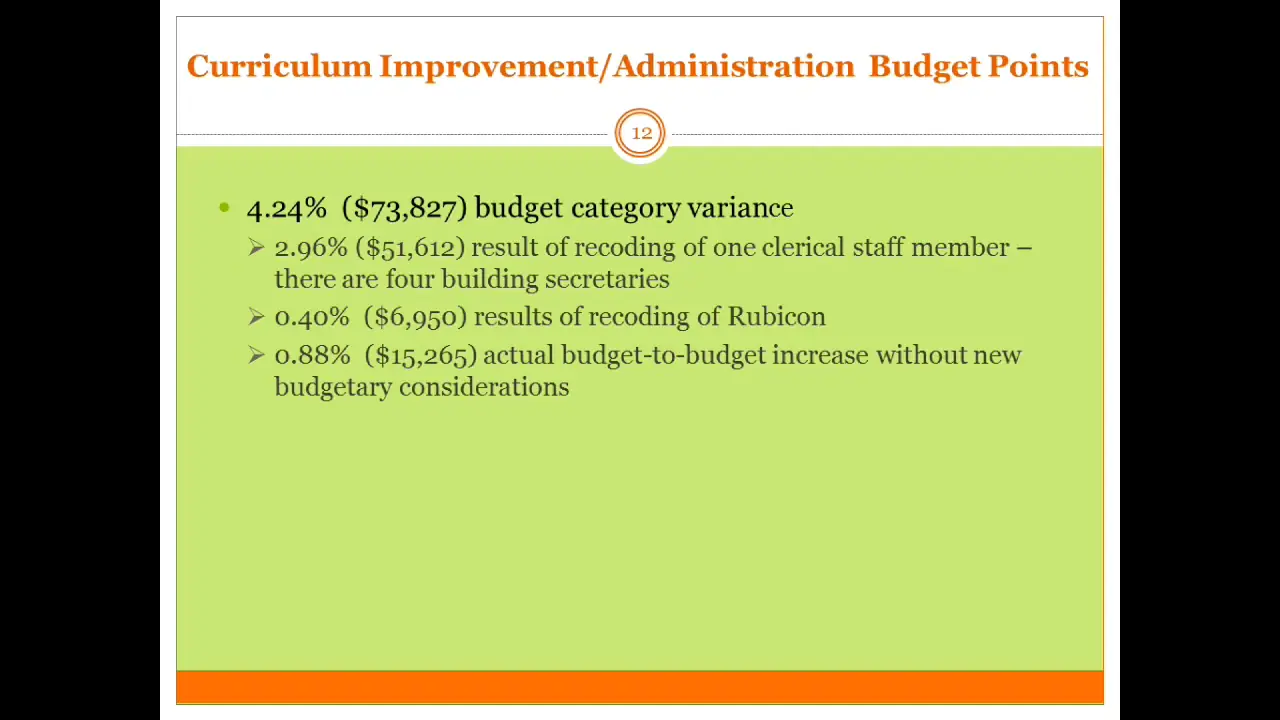 Curriculum Improvement/Administration Budget Points
12
• 4.24% ($73,827) budget category variance
➢ 2.96% ($51,612) result of recoding of one clerical staff member –
there are four building secretaries
➢ 0.40% ($6,950) results of recoding of Rubicon
➢ 0.88% ($15,265) actual budget-to-budget increase without new
budgetary considerations